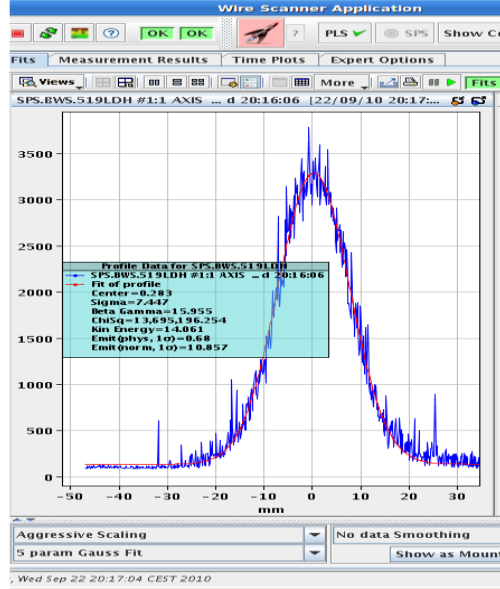 Wire Scanner Application
? OK OK ? PLS SPS Show Co
Fits Measurement Results Time Plots Expert Options
Views More Fits
SPS.BWS.519LDH #1:1 AXIS ... d 20:16:06 [22/09/10 20:17:...
3500
3000
2500
2000
1500
1000
500
0
Profile Data for SPS.BWS.519LDH
SPS.BWS.519LDH #1:1 AXIS ...d 20:16:06
Fit of profile
Center=0.283
Sigma=7.447
Beta Gamma=15.955
ChiSq=13,695,196.254
Kin Energy=14.061
Emit(phys, 1σ)=0.68
Emit(norm, 1σ)=10.857
-50 -40 -30 -20 -10 0 10 20 30
mm
Aggressive Scaling No data Smoothing
5 param Gauss Fit Show as Mount
, Wed Sep 22 20:17:04 CEST 2010